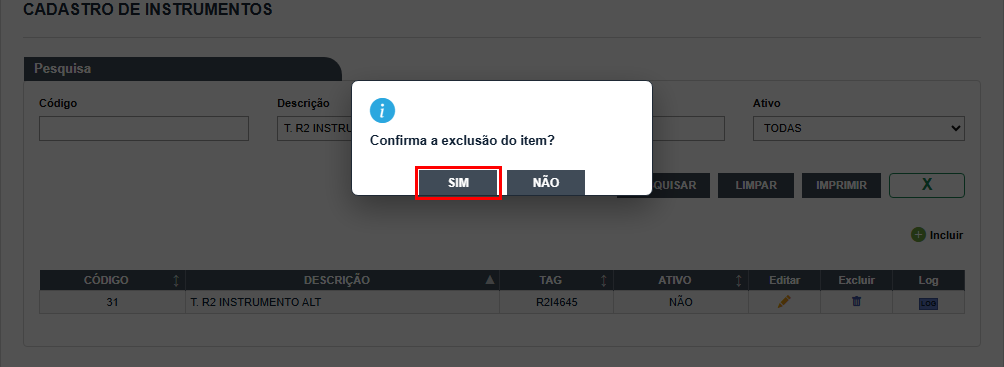 CADASTRO DE INSTRUMENTOS
Pesquisa
Código
Descrição
Ativo
T. R2 INSTRU
TODAS
i
Confirma a exclusão do item?
SIM
NÃO
QUISAR
LIMPAR
IMPRIMIR
X
Incluir
CÓDIGO
DESCRIÇÃO
TAG
ATIVO
Editar
Excluir
Log
31
T. R2 INSTRUMENTO ALT
R2I4645
NÃO
LOG